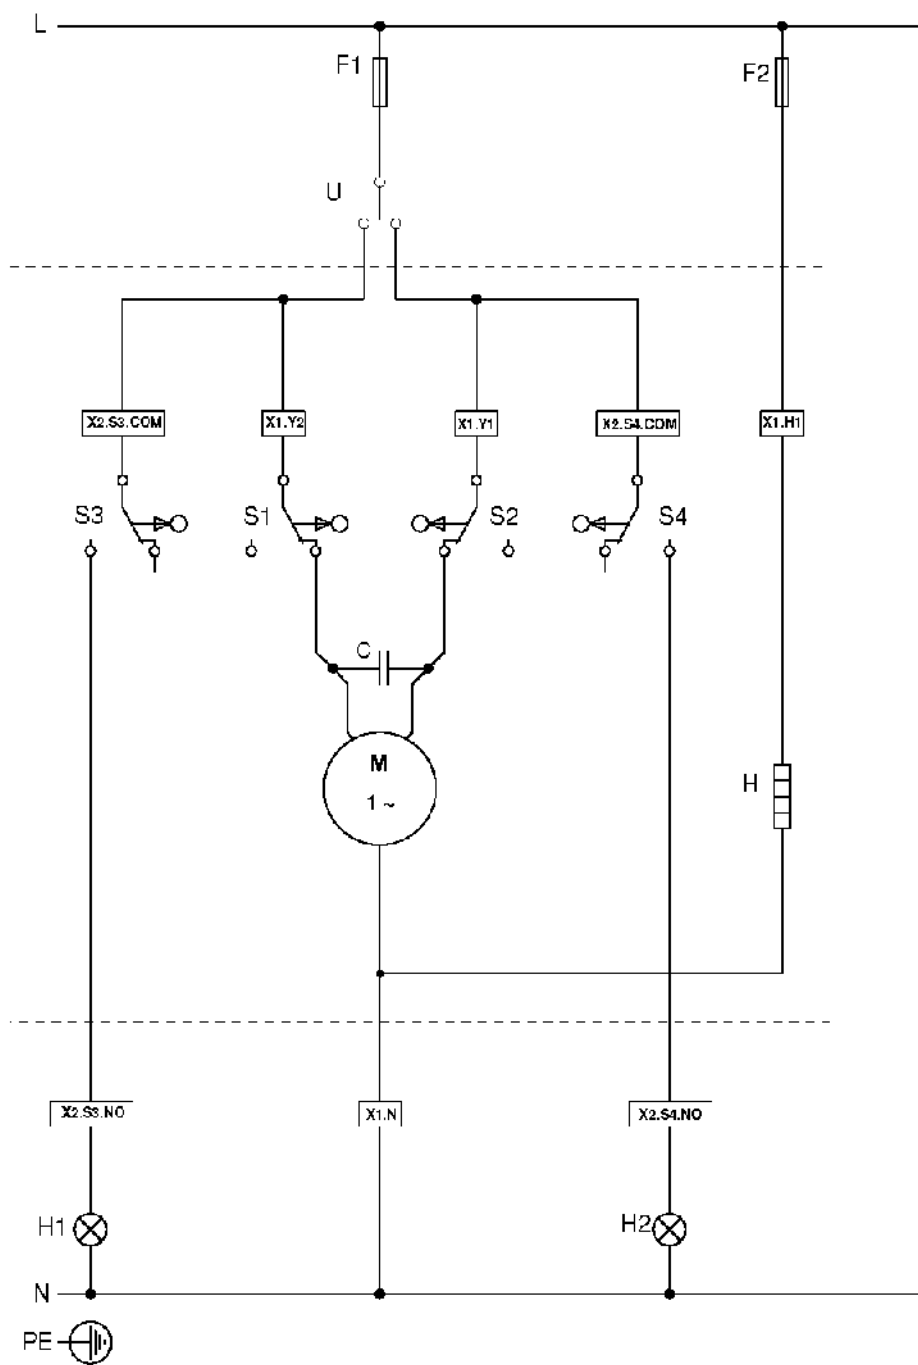 L
F1
F2
U
X2.S3.COM
X1.Y2
X1.Y1
X2.S4.COM
X1.H1
S3
S1
S2
S4
C
M
1 ~
H
X2.S3.NO
X1.N
X2.S4.NO
H1
H2
N
PE